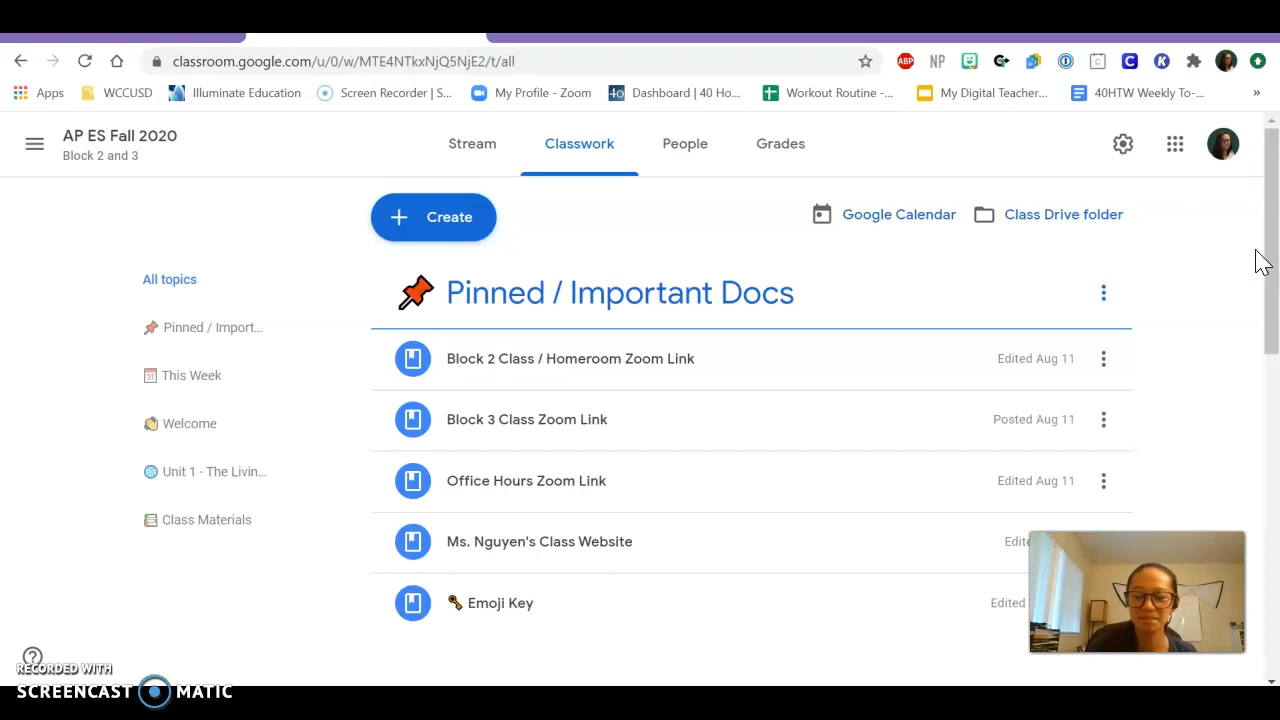 classroom.google.com/u/0/w/MTE4NTkxNjQ5NjE2/t/all
ABP NP
Apps WCCUSD Illuminate Education Screen Recorder | S... My Profile - Zoom Dashboard | 40 Ho... Workout Routine -... My Digital Teacher... 40HTW Weekly To-... »
AP ES Fall 2020
Block 2 and 3
Stream Classwork People Grades
Create
Google Calendar Class Drive folder
All topics
Pinned / Import...
This Week
Welcome
Unit 1 - The Livin...
Class Materials
Pinned / Important Docs
Block 2 Class / Homeroom Zoom Link Edited Aug 11
Block 3 Class Zoom Link Posted Aug 11
Office Hours Zoom Link Edited Aug 11
Ms. Nguyen's Class Website Edite
Emoji Key Edited
RECORDED WITH
SCREENCAST MATIC